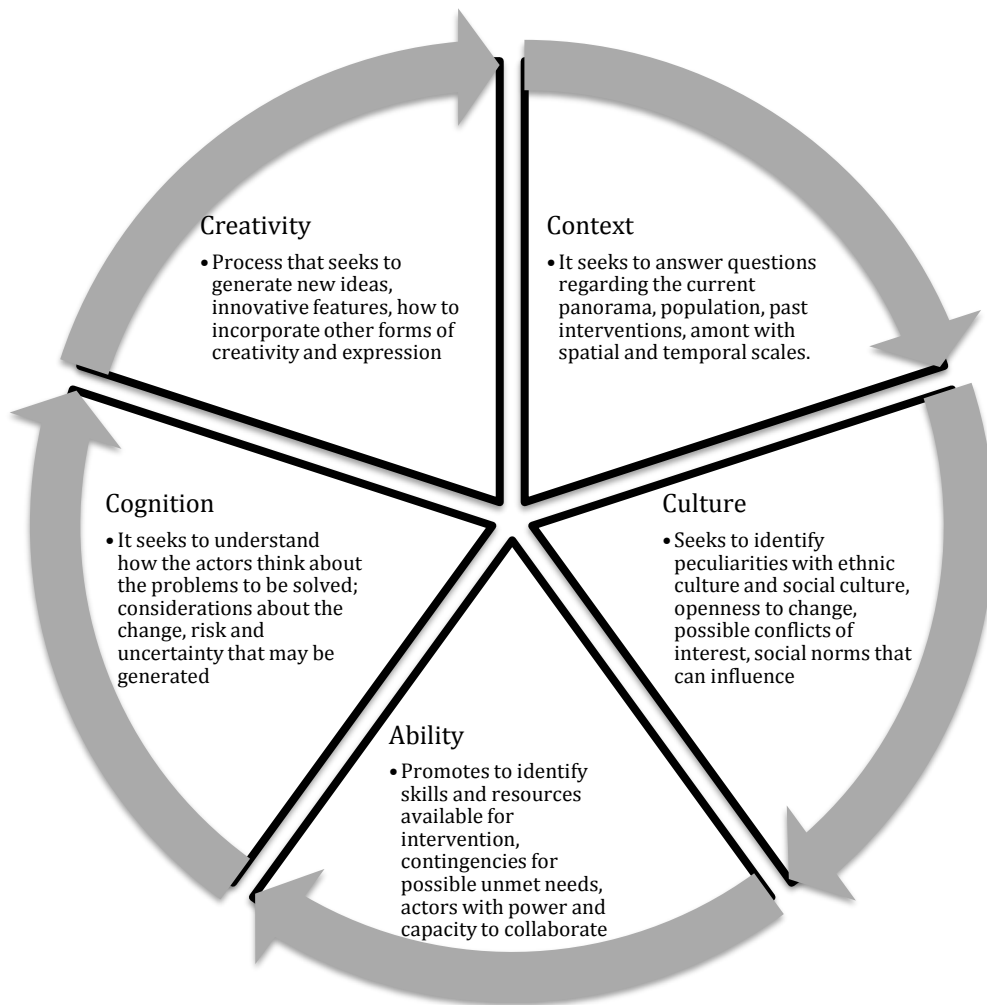 Creativity
• Process that seeks to
generate new ideas,
innovative features, how to
incorporate other forms of
creativity and expression
Context
• It seeks to answer questions
regarding the current
panorama, population, past
interventions, amont with
spatial and temporal scales.
Cognition
• It seeks to understand
how the actors think about
the problems to be solved;
considerations about the
change, risk and
uncertainty that may be
generated
Culture
• Seeks to identify
peculiarities with ethnic
culture and social culture,
openness to change,
possible conflicts of
interest, social norms that
can influence
Ability
• Promotes to identify
skills and resources
available for
intervention,
contingencies for
possible unmet needs,
actors with power and
capacity to collaborate